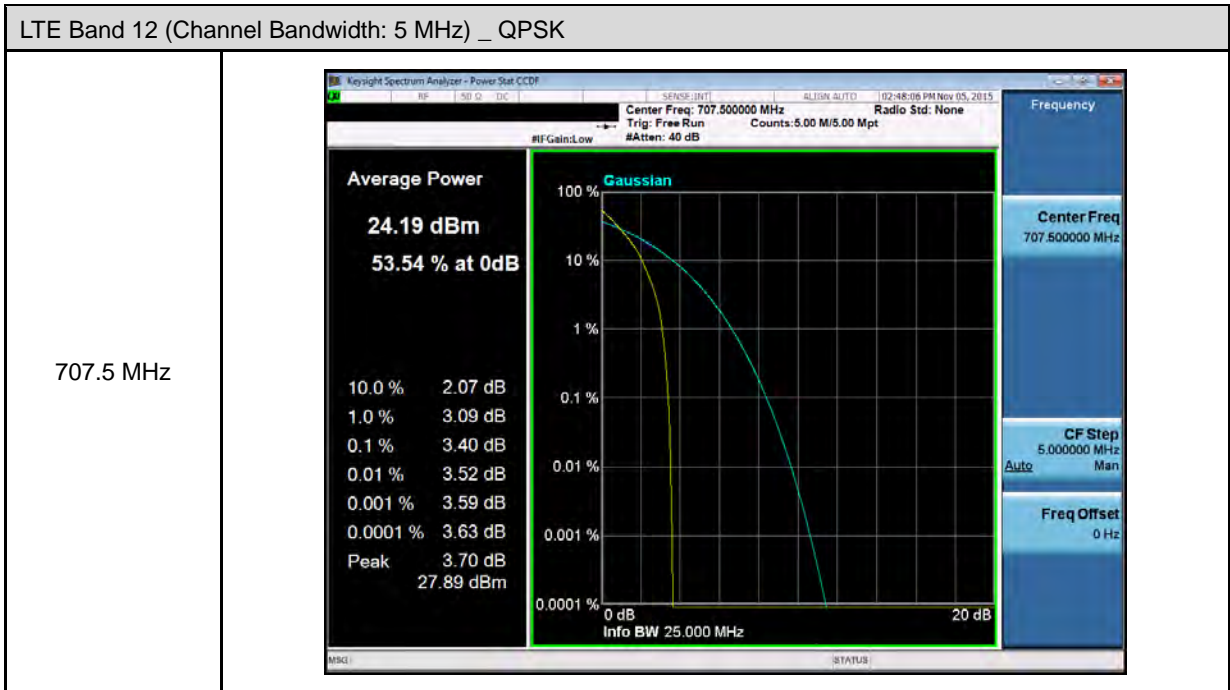 LTE Band 12 (Channel Bandwidth: 5 MHz) _ QPSK
707.5 MHz
Keysight Spectrum Analyzer - Power Stat CCDF
RF 50 Ω DC SENSE:INT ALIGN AUTO 02:48:06 PM Nov 05, 2015
Center Freq: 707.500000 MHz Radio Std: None
Trig: Free Run Counts:5.00 M/5.00 Mpt
#IFGain:Low #Atten: 40 dB
Average Power
24.19 dBm
53.54 % at 0dB
10.0 % 2.07 dB
1.0 % 3.09 dB
0.1 % 3.40 dB
0.01 % 3.52 dB
0.001 % 3.59 dB
0.0001 % 3.63 dB
Peak 3.70 dB
27.89 dBm
Gaussian
100 %
10 %
1 %
0.1 %
0.01 %
0.001 %
0.0001 %
0 dB 20 dB
Info BW 25.000 MHz
Frequency
Center Freq
707.500000 MHz
CF Step
5.000000 MHz
Auto Man
Freq Offset
0 Hz
MSG STATUS